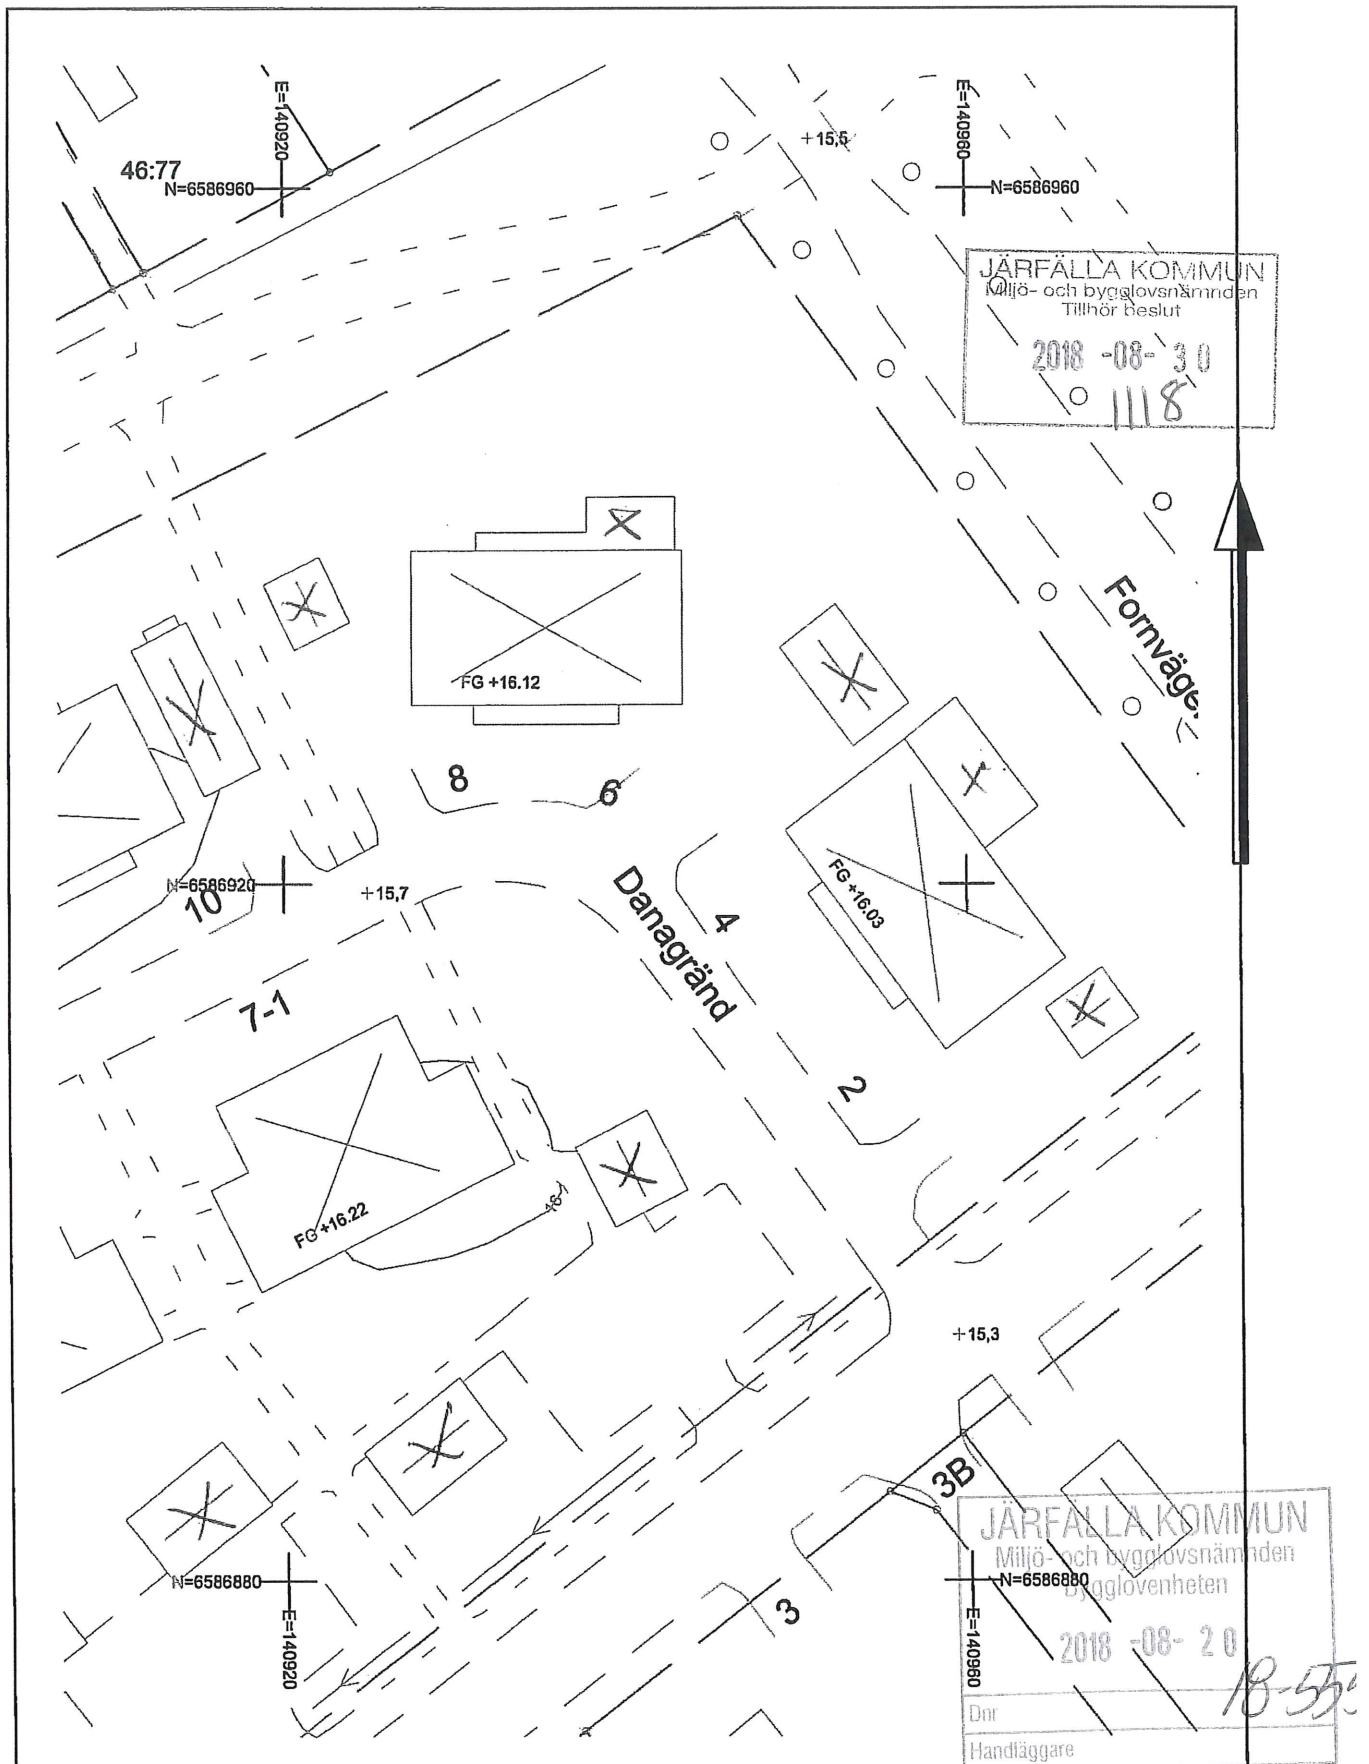 E=140920
E=140960
+15,5
46:77
N=6586960
N=6586960
JÄRFÄLLA KOMMUN
Miljö- och bygglovsnämnden
Tillhör beslut
2018 -08- 30
1118
Fornväge
FG +16.12
8
6
FG +16.03
N=6586920
+15,7
10
4
Danagränd
7-1
2
FG +16.22
+15,3
3B
JÄRFÄLLA KOMMUN
Miljö- och bygglovsnämnden
Bygglovenheten
N=6586880
N=6586880
3
E=140920
E=140960
2018 -08- 20
18-555
Dnr
Handläggare